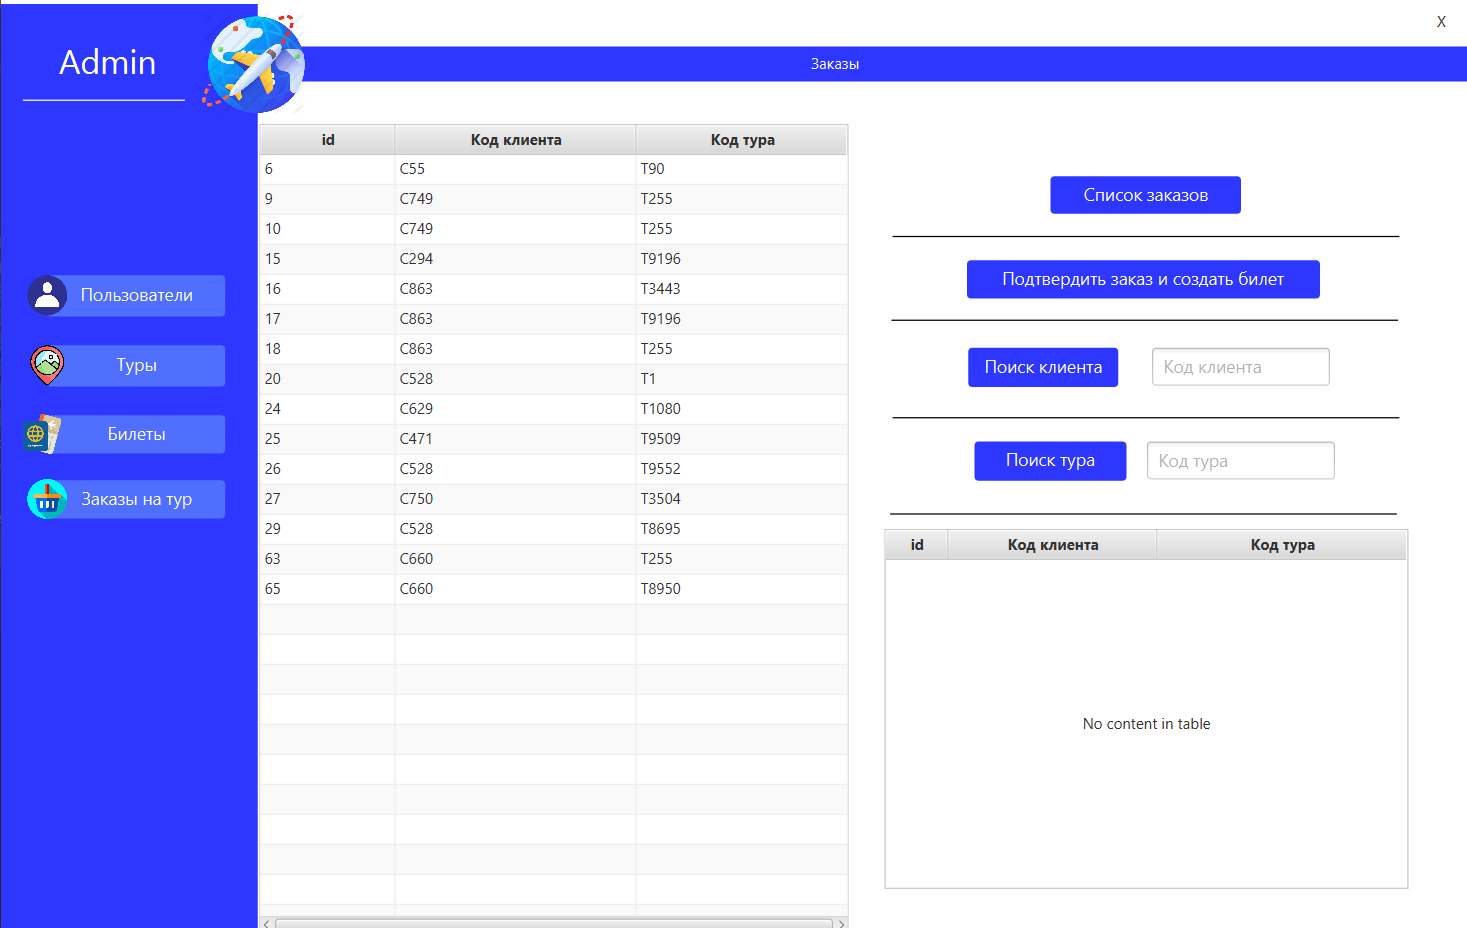 X
Admin
Заказы
id Код клиента Код тура
6 C55 T90
9 C749 T255
10 C749 T255
15 C294 T9196
16 C863 T3443
17 C863 T9196
18 C863 T255
20 C528 T1
24 C629 T1080
25 C471 T9509
26 C528 T9552
27 C750 T3504
29 C528 T8695
63 C660 T255
65 C660 T8950
Пользователи
Туры
Билеты
Заказы на тур
Список заказов
Подтвердить заказ и создать билет
Поиск клиента Код клиента
Поиск тура Код тура
id Код клиента Код тура
No content in table